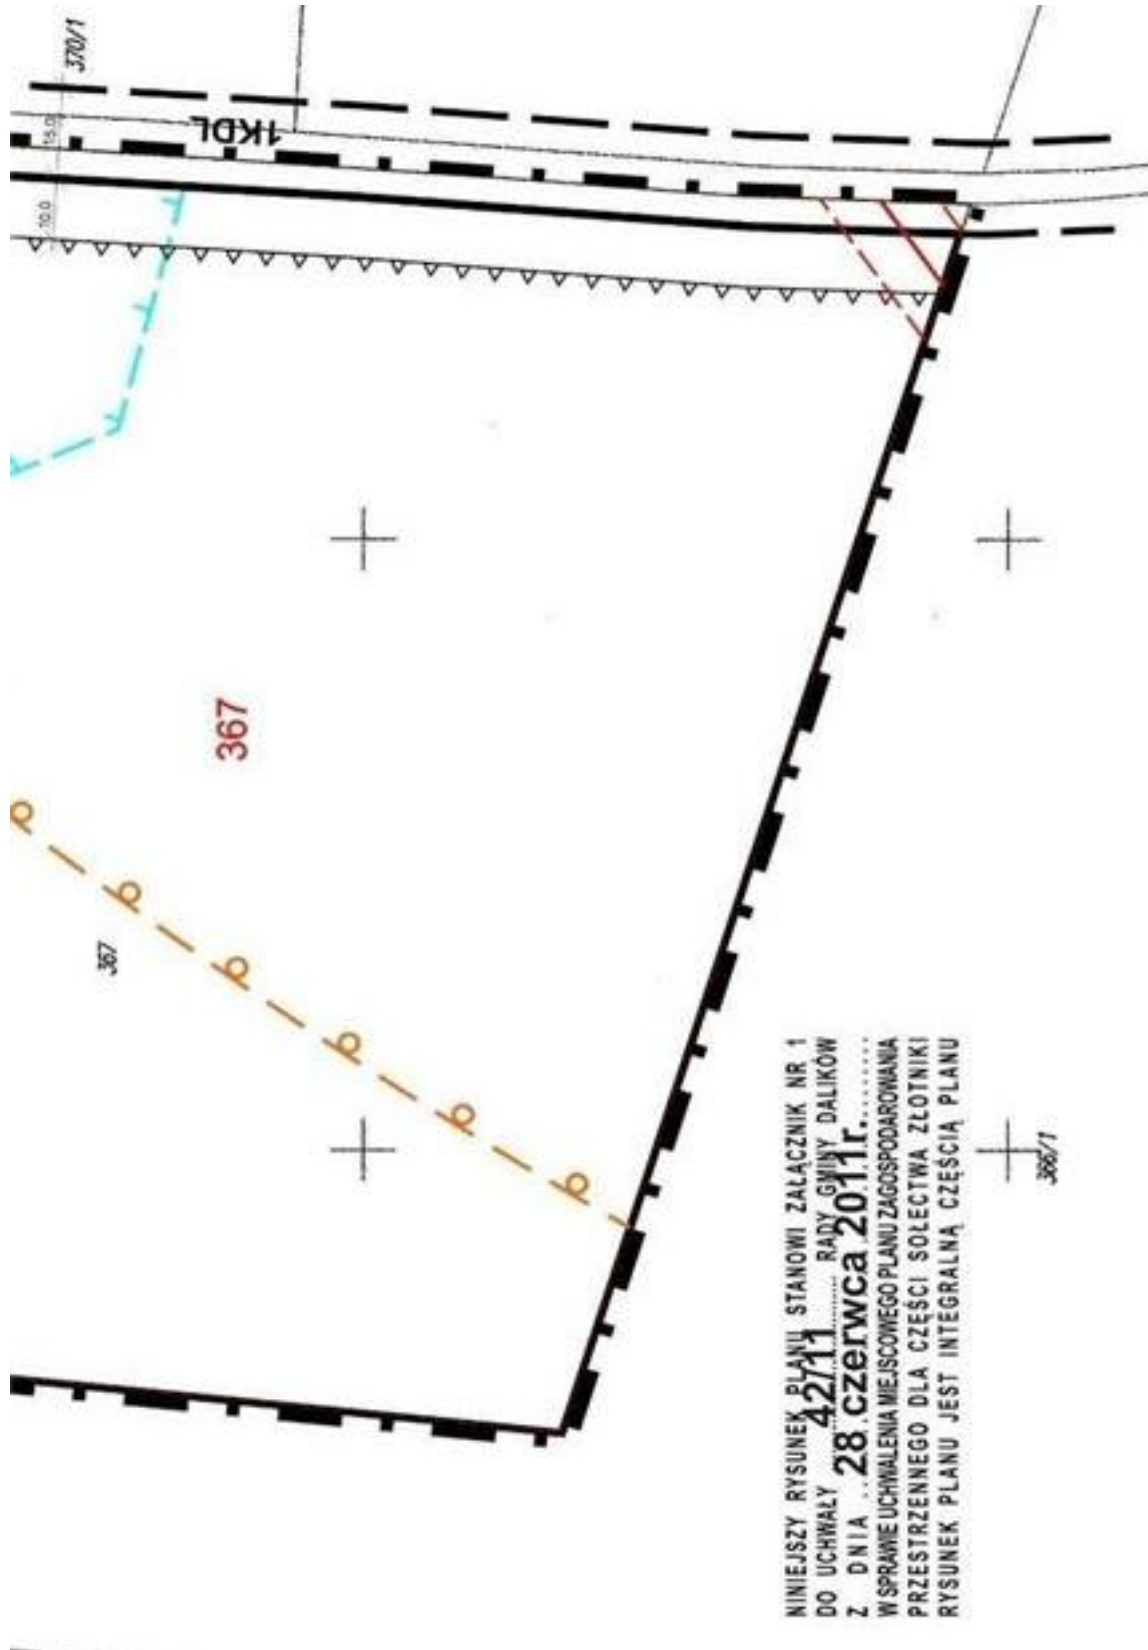 370/1
15.0
1KDL
10.0
367
367
366/1
NINIEJSZY RYSUNEK PLANU STANOWI ZAŁĄCZNIK NR 1
DO UCHWAŁY 42/11 RADY GMINY DALIKÓW
Z DNIA ..28.czerwca.2011.r.........
W SPRAWIE UCHWALENIA MIEJSCOWEGO PLANU ZAGOSPODAROWANIA
PRZESTRZENNEGO DLA CZĘŚCI SOŁECTWA ZŁOTNIKI
RYSUNEK PLANU JEST INTEGRALNĄ CZĘŚCIĄ PLANU